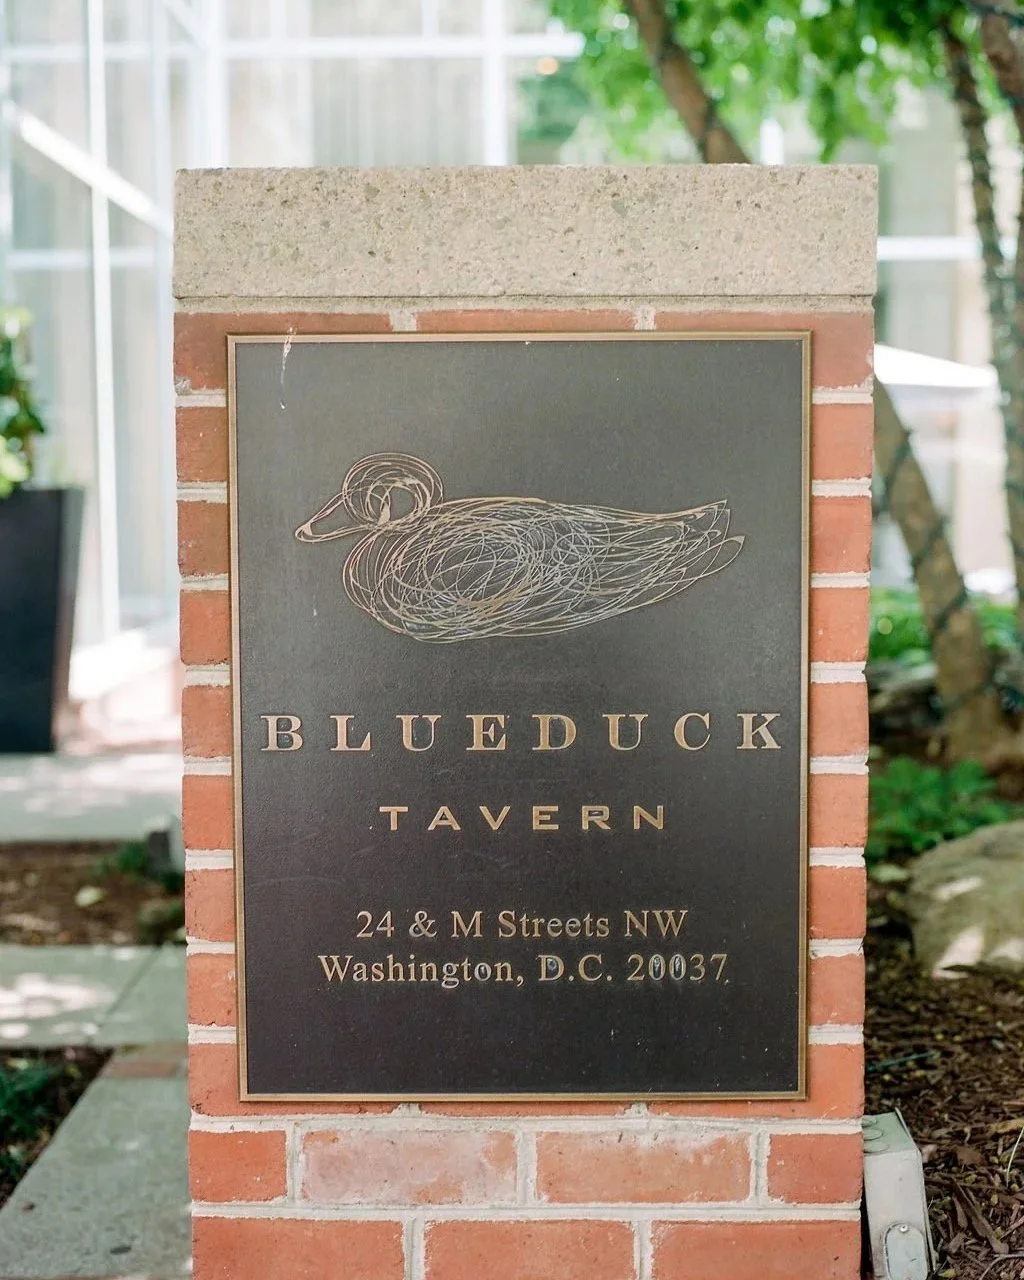 BLUEDUCK
TAVERN
24 & M Streets NW
Washington, D.C. 20037